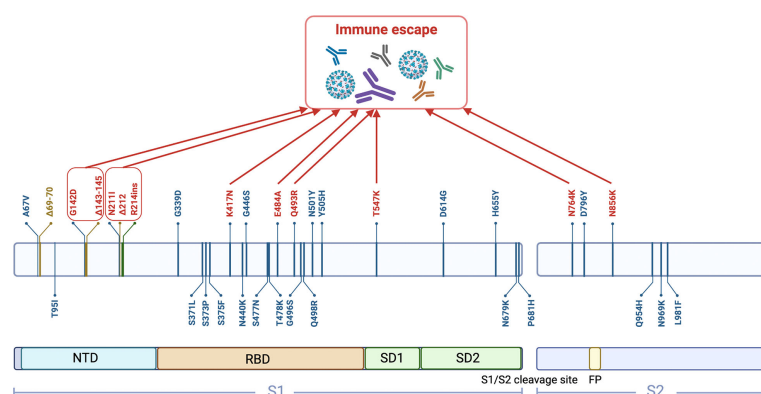 Immune escape
A67V
Δ69-70
G142D
Δ143-145
N211I
Δ212
R214ins
G339D
K417N
G446S
E484A
Q493R
N501Y
Y505H
T547K
D614G
H655Y
N764K
D796Y
N856K
T95I
S371L
S373P
S375F
N440K
S477N
T478K
G496S
Q498R
N679K
P681H
Q954H
N969K
L981F
NTD
RBD
SD1
SD2
S1/S2 cleavage site
FP
S1
S2